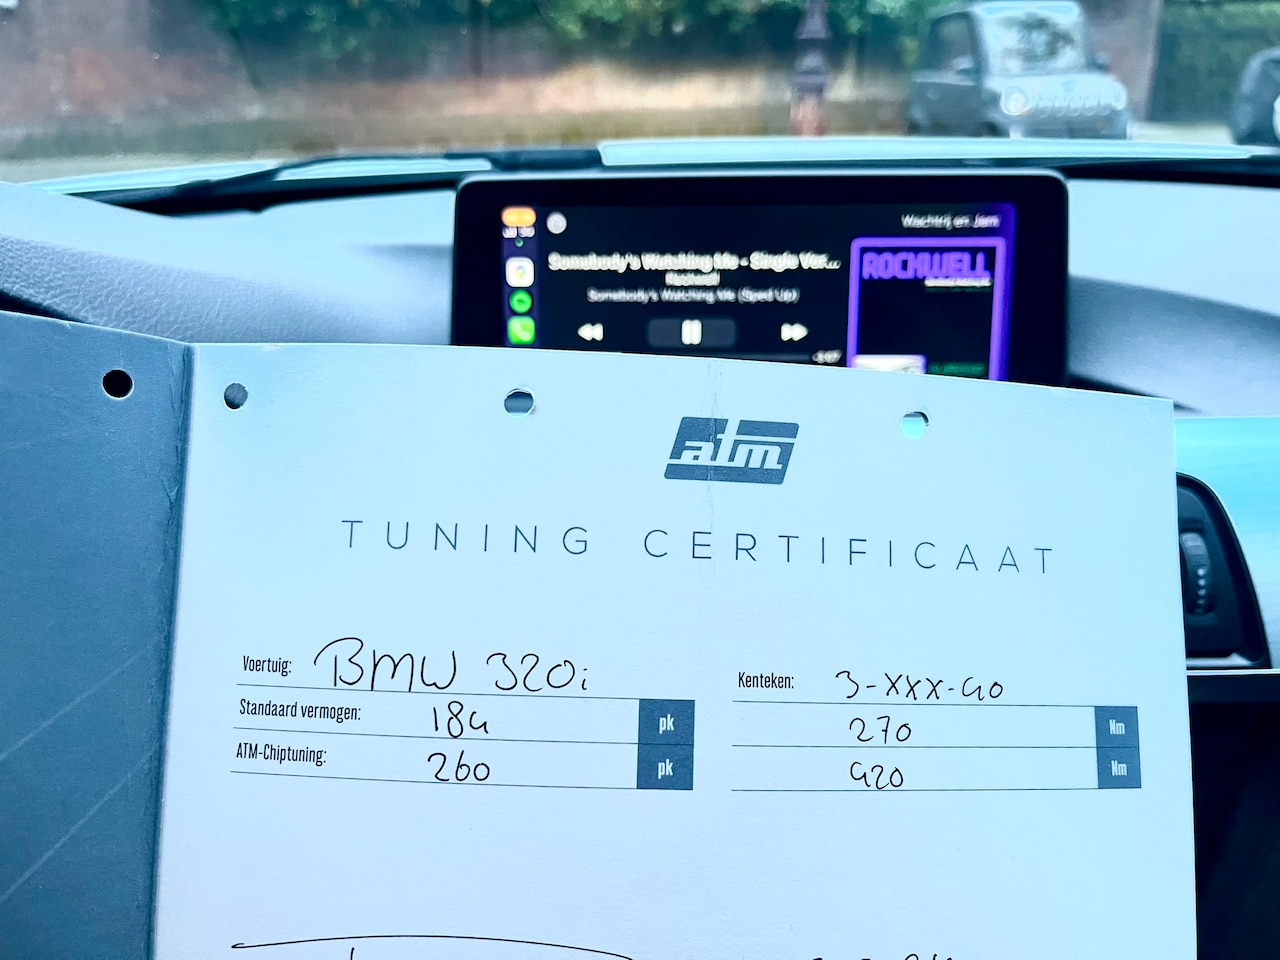 Wachtrij en Jam
Somebody's Watching Me - Single Ver...
Rockwell
Somebody's Watching Me (Sped Up)
ROCKWELL
atm
TUNING CERTIFICAAT
Voertuig: BMW 320i
Kenteken: 3-XXX-40
Standaard vermogen: 184 pk
270 Nm
ATM-Chiptuning: 260 pk
420 Nm